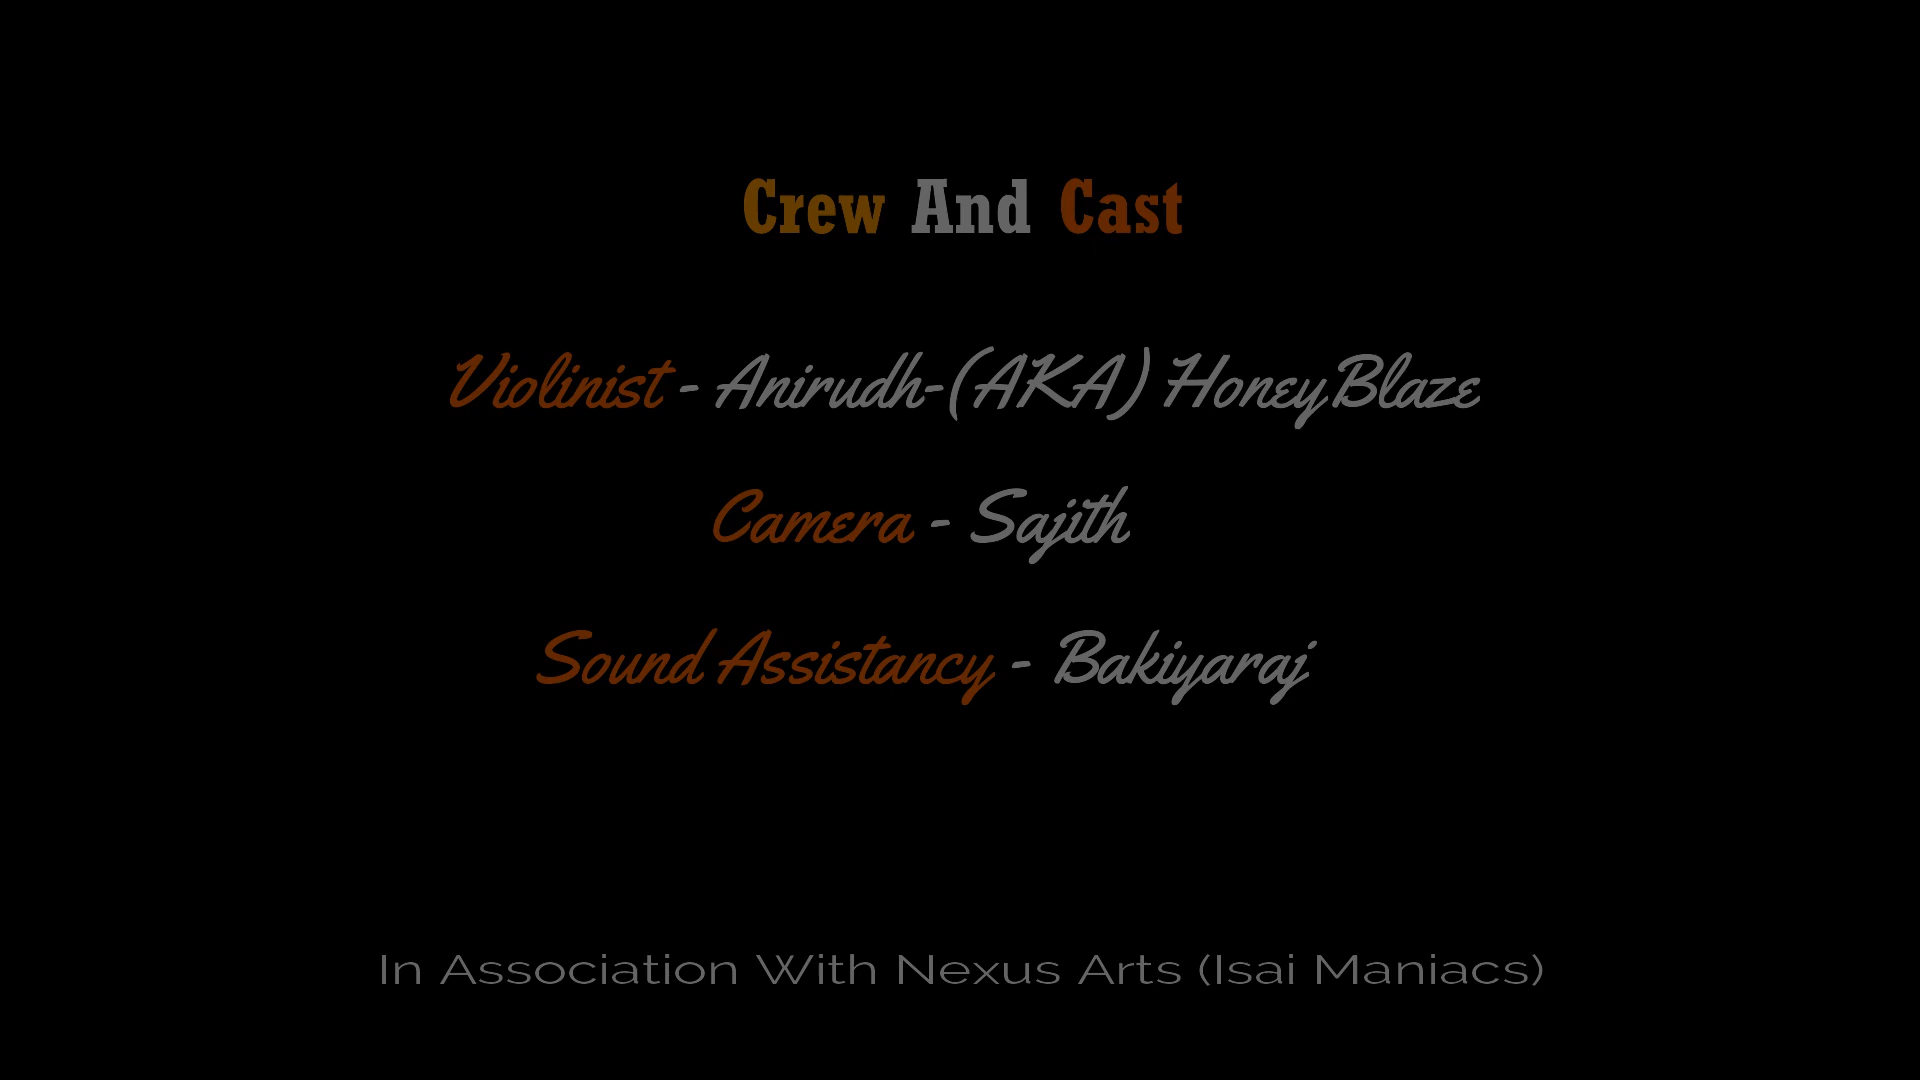 Crew And Cast
Violinist - Anirudh-(AKA) HoneyBlaze
Camera - Sajith
Sound Assistancy - Bakiyaraj
In Association With Nexus Arts (Isai Maniacs)